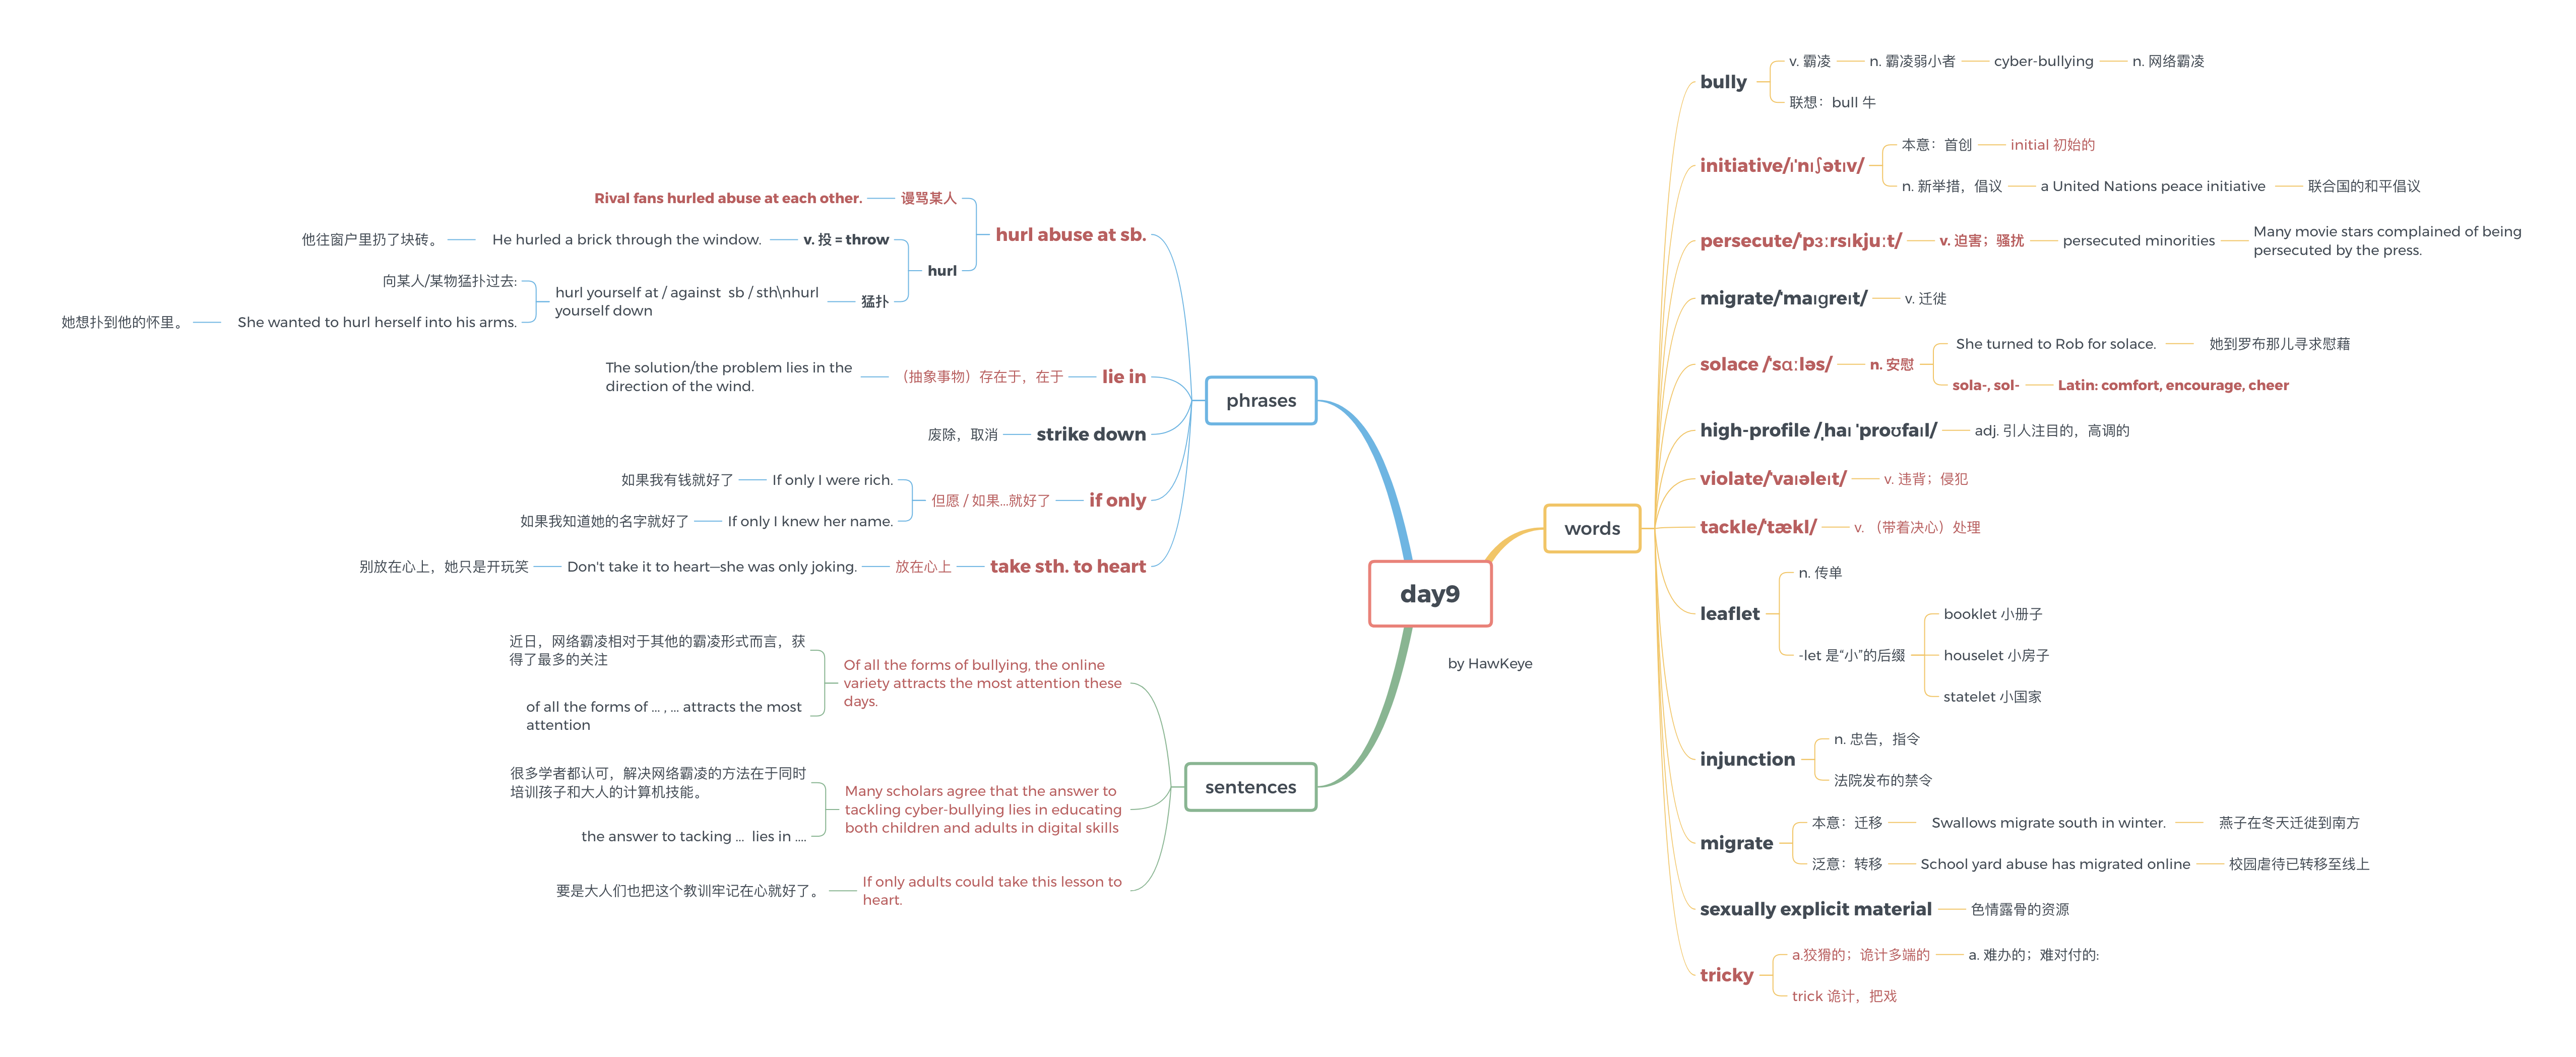 day9
by HawKeye
words
bully
v. 霸凌
n. 霸凌弱小者
cyber-bullying
n. 网络霸凌
联想：bull 牛
initiative/ɪˈnɪʃətɪv/
本意：首创
initial 初始的
n. 新举措，倡议
a United Nations peace initiative
联合国的和平倡议
persecute/ˈpɜːrsɪkjuːt/
v. 迫害；骚扰
persecuted minorities
Many movie stars complained of being
persecuted by the press.
migrate/ˈmaɪɡreɪt/
v. 迁徙
solace /ˈsɑːləs/
n. 安慰
She turned to Rob for solace.
她到罗布那儿寻求慰藉
sola-, sol-
Latin: comfort, encourage, cheer
high-profile /ˌhaɪ ˈproʊfaɪl/
adj. 引人注目的，高调的
violate/ˈvaɪəleɪt/
v. 违背；侵犯
tackle/ˈtækl/
v. （带着决心）处理
leaflet
n. 传单
-let 是“小”的后缀
booklet 小册子
houselet 小房子
statelet 小国家
injunction
n. 忠告，指令
法院发布的禁令
migrate
本意：迁移
Swallows migrate south in winter.
燕子在冬天迁徙到南方
泛意：转移
School yard abuse has migrated online
校园虐待已转移至线上
sexually explicit material
色情露骨的资源
tricky
a.狡猾的；诡计多端的
a. 难办的；难对付的:
trick 诡计，把戏
phrases
hurl abuse at sb.
谩骂某人
Rival fans hurled abuse at each other.
hurl
v. 投 = throw
He hurled a brick through the window.
他往窗户里扔了块砖。
猛扑
hurl yourself at / against  sb / sth\nhurl
yourself down
向某人/某物猛扑过去:
She wanted to hurl herself into his arms.
她想扑到他的怀里。
lie in
（抽象事物）存在于，在于
The solution/the problem lies in the
direction of the wind.
strike down
废除，取消
if only
但愿 / 如果...就好了
If only I were rich.
如果我有钱就好了
If only I knew her name.
如果我知道她的名字就好了
take sth. to heart
放在心上
Don't take it to heart—she was only joking.
别放在心上，她只是开玩笑
sentences
Of all the forms of bullying, the online
variety attracts the most attention these
days.
近日，网络霸凌相对于其他的霸凌形式而言，获
得了最多的关注
of all the forms of ... , ... attracts the most
attention
Many scholars agree that the answer to
tackling cyber-bullying lies in educating
both children and adults in digital skills
很多学者都认可，解决网络霸凌的方法在于同时
培训孩子和大人的计算机技能。
the answer to tacking ...  lies in ....
If only adults could take this lesson to
heart.
要是大人们也把这个教训牢记在心就好了。